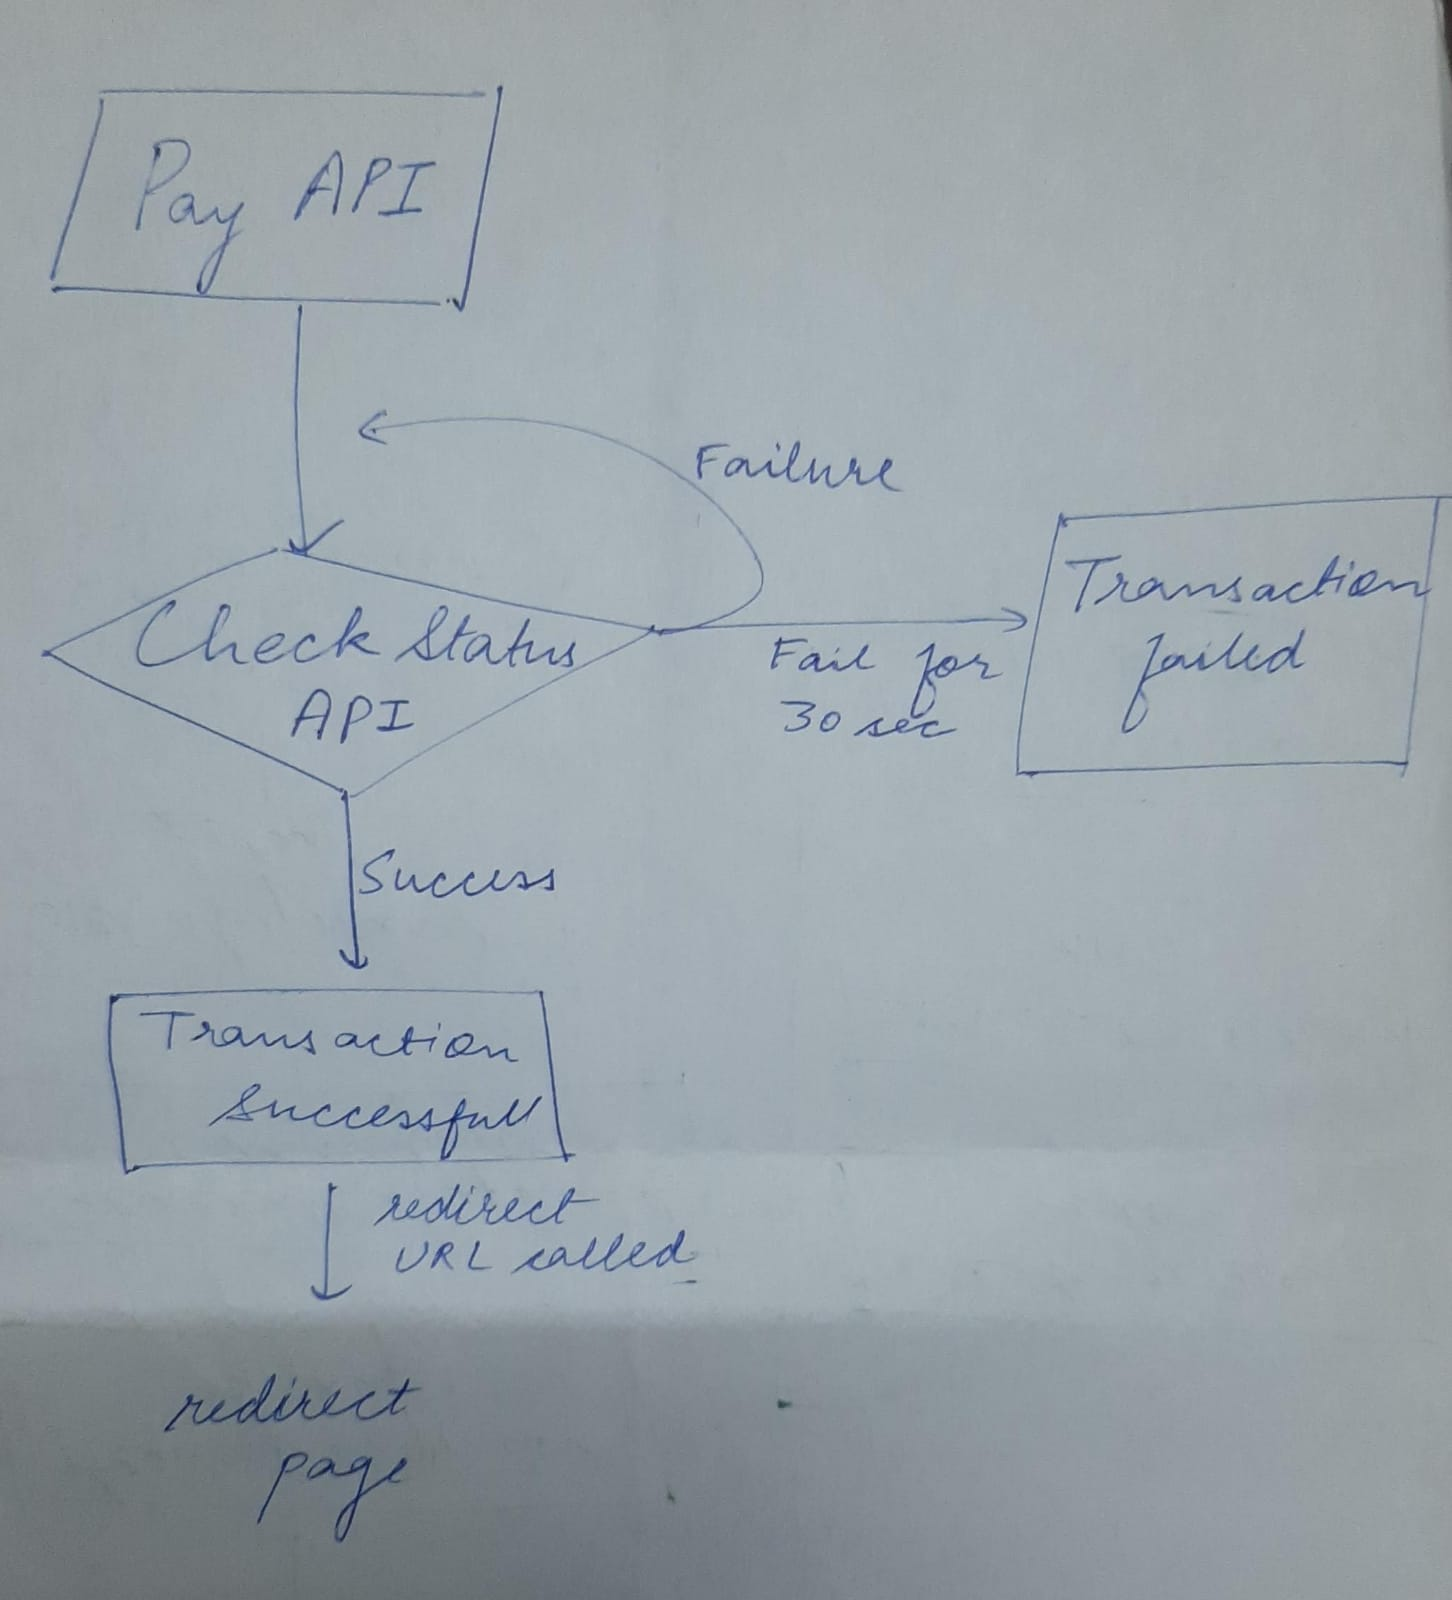 Pay API
Failure
Check Status
API
Fail for
30 sec
Transaction
failed
Success
Transaction
Successfull
redirect
URL called
redirect
page